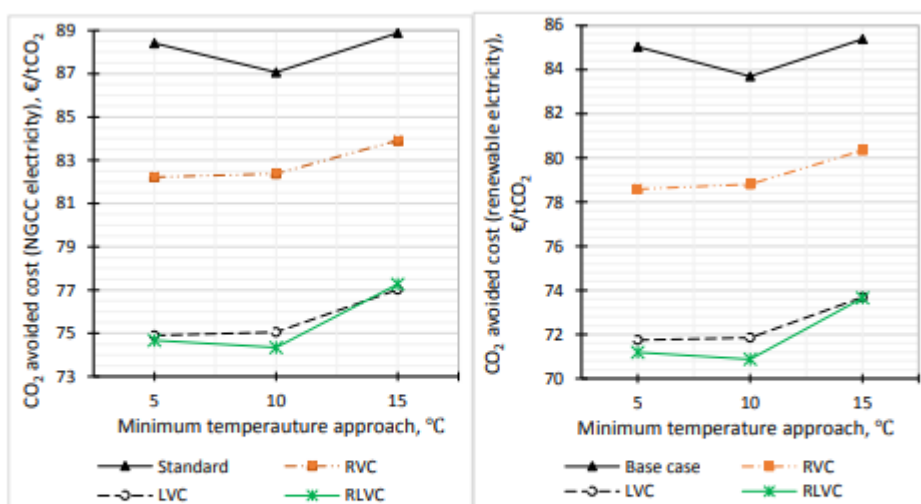 CO₂ avoided cost (NGCC electricity), €/tCO₂
89
87
85
83
81
79
77
75
73
5 10 15
Minimum temperauture approach, °C
Standard RVC
LVC RLVC
CO₂ avoided cost (renewable elctricity),
€/tCO₂
86
84
82
80
78
76
74
72
70
5 10 15
Minimum temperature approach, °C
Base case RVC
LVC RLVC